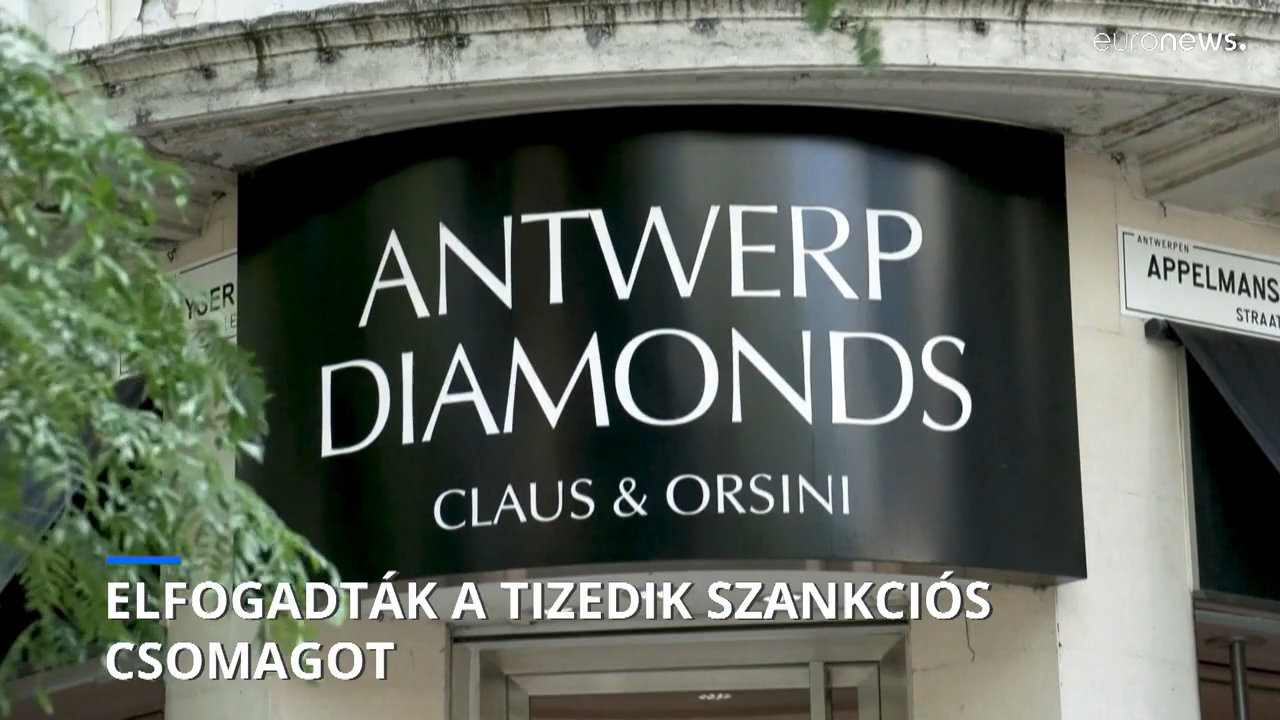 euronews.
ANTWERP
DIAMONDS
CLAUS & ORSINI
ANTWERPEN
APPELMANS
STRAAT
ELFOGADTÁK A TIZEDIK SZANKCIÓS
CSOMAGOT